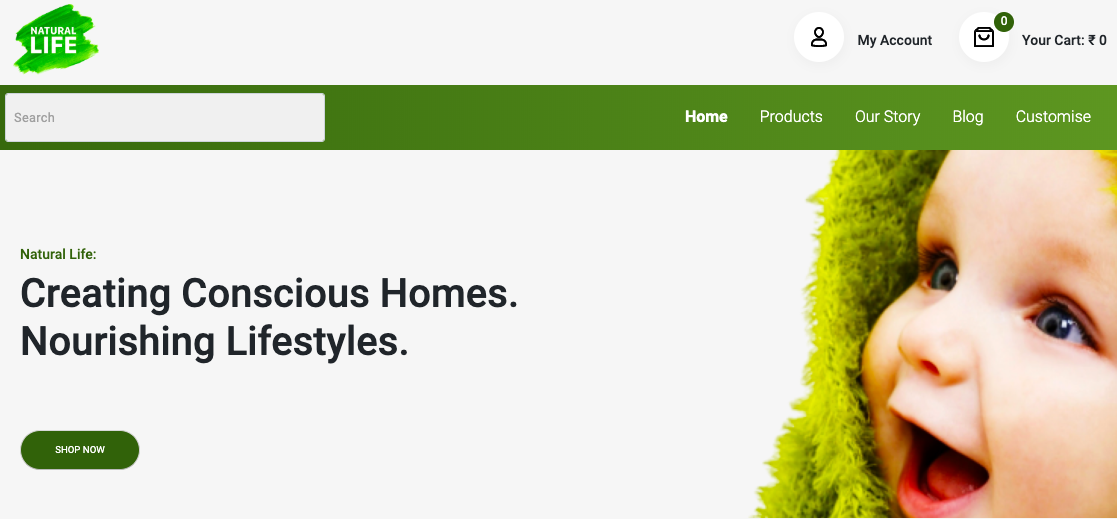 NATURAL
LIFE
0
My Account
Your Cart: ₹ 0
Search
Home
Products
Our Story
Blog
Customise
Natural Life:
Creating Conscious Homes.
Nourishing Lifestyles.
SHOP NOW